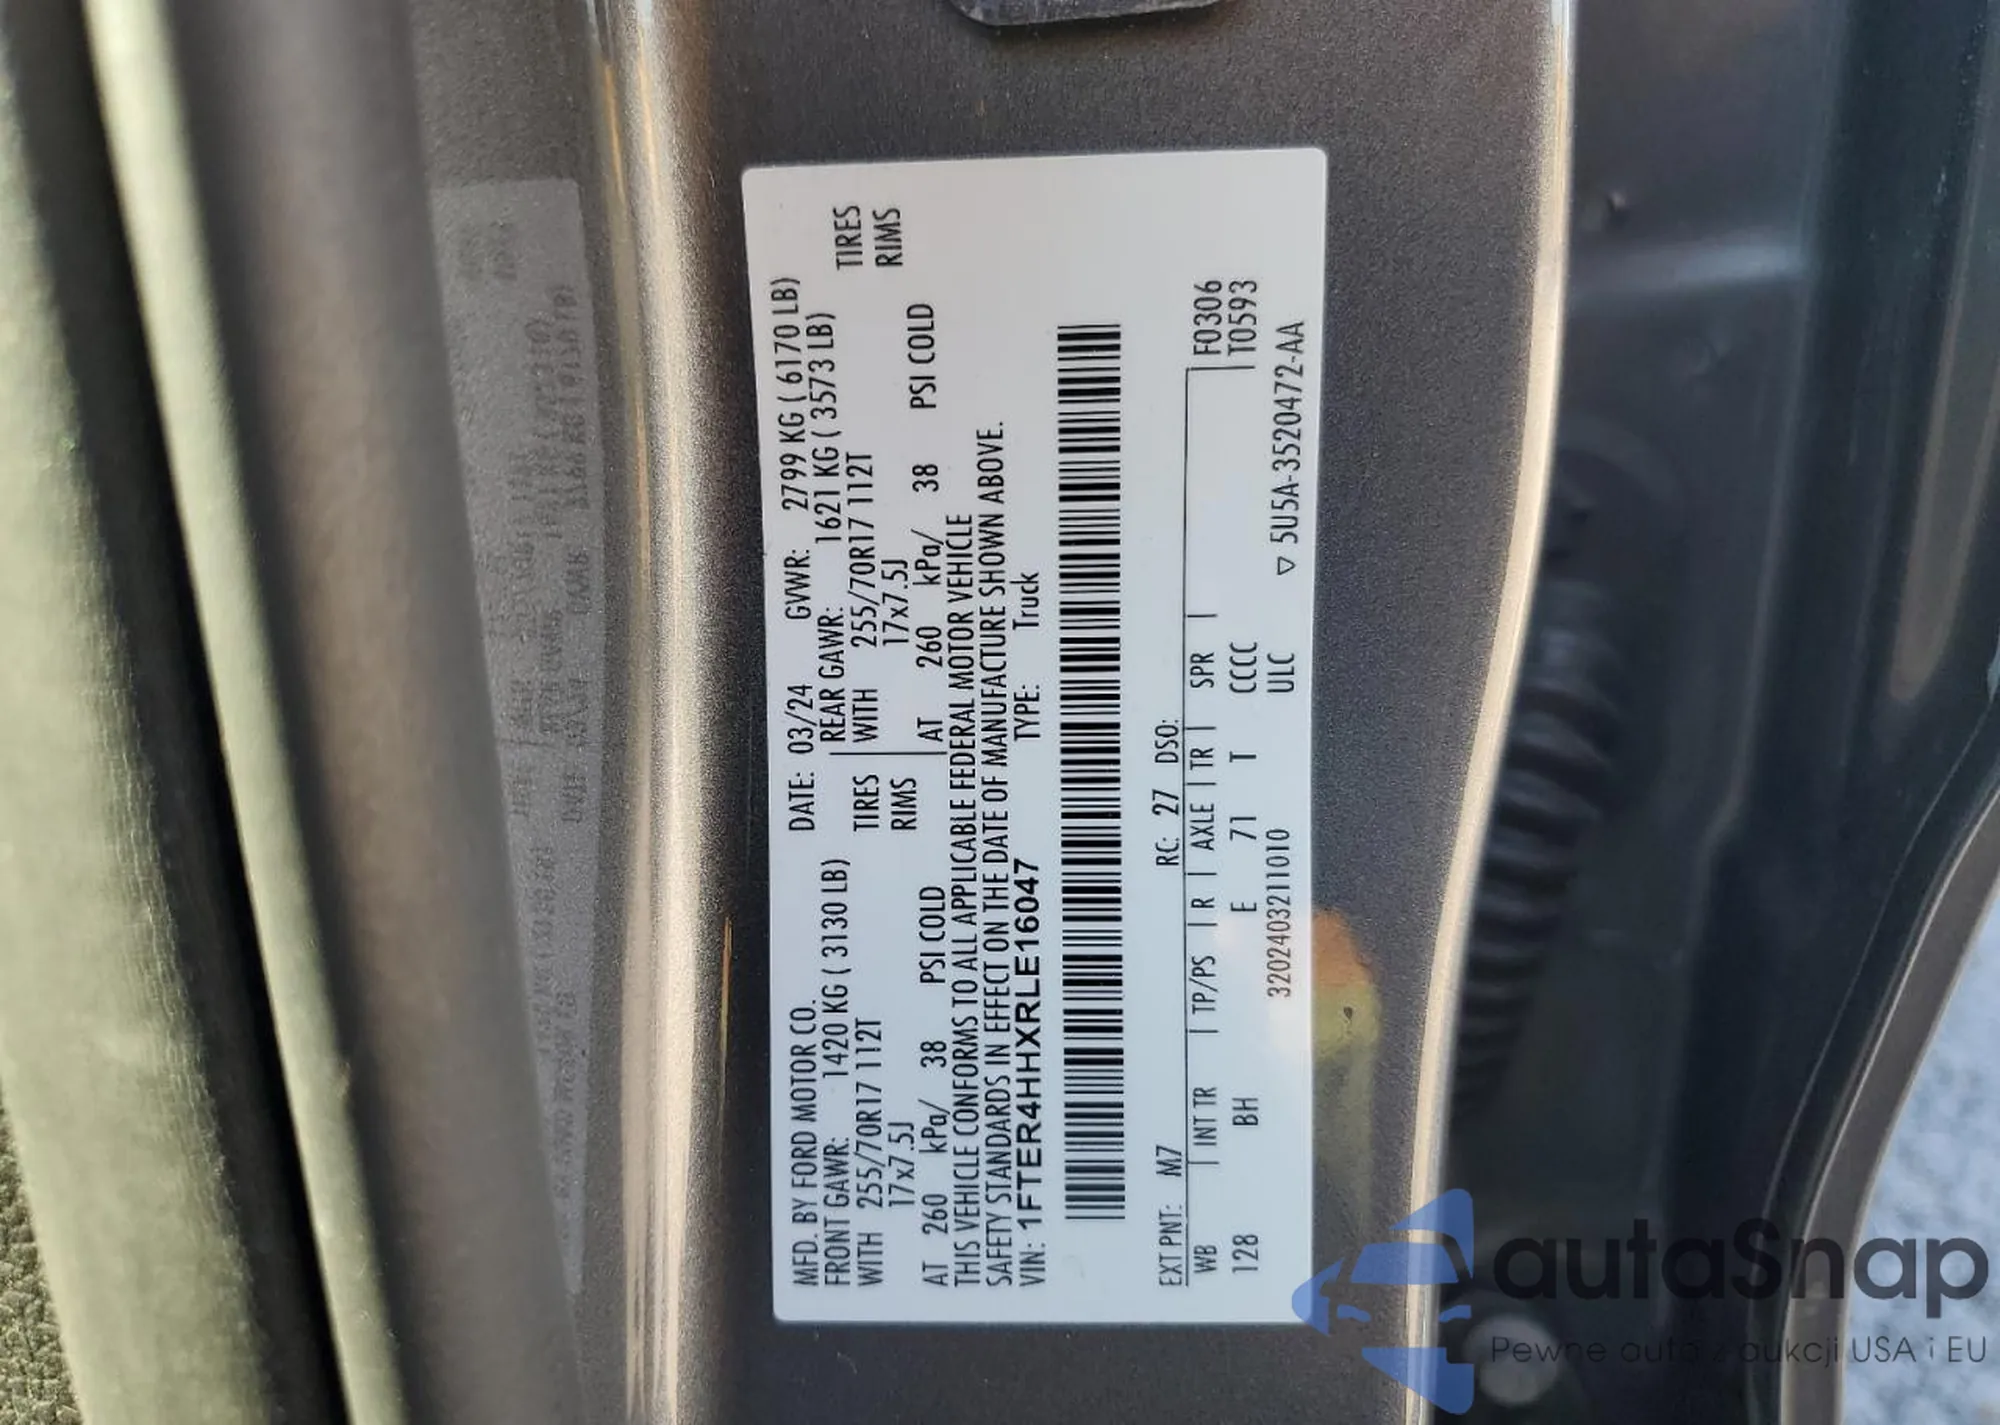 MFD. BY FORD MOTOR CO. DATE: 03/24 GVWR: 2799 KG ( 6170 LB)
FRONT GAWR: 1420 KG ( 3130 LB) REAR GAWR: 1621 KG ( 3573 LB)
WITH 255/70R17 112T TIRES WITH 255/70R17 112T TIRES
17x7.5J RIMS 17x7.5J RIMS
AT 260 kPa/ 38 PSI COLD AT 260 kPa/ 38 PSI COLD
THIS VEHICLE CONFORMS TO ALL APPLICABLE FEDERAL MOTOR VEHICLE
SAFETY STANDARDS IN EFFECT ON THE DATE OF MANUFACTURE SHOWN ABOVE.
VIN: 1FTER4HHXRLE16047 TYPE: Truck
EXT PNT: M7 RC: 27 DSO:
WB INT TR TP/PS R AXLE TR SPR F0306
128 BH E 71 T CCCC T0593
3202403211010 ULC
▽ 5U5A-3520472-AA
autaSnap
Pewne auta z aukcji USA i EU